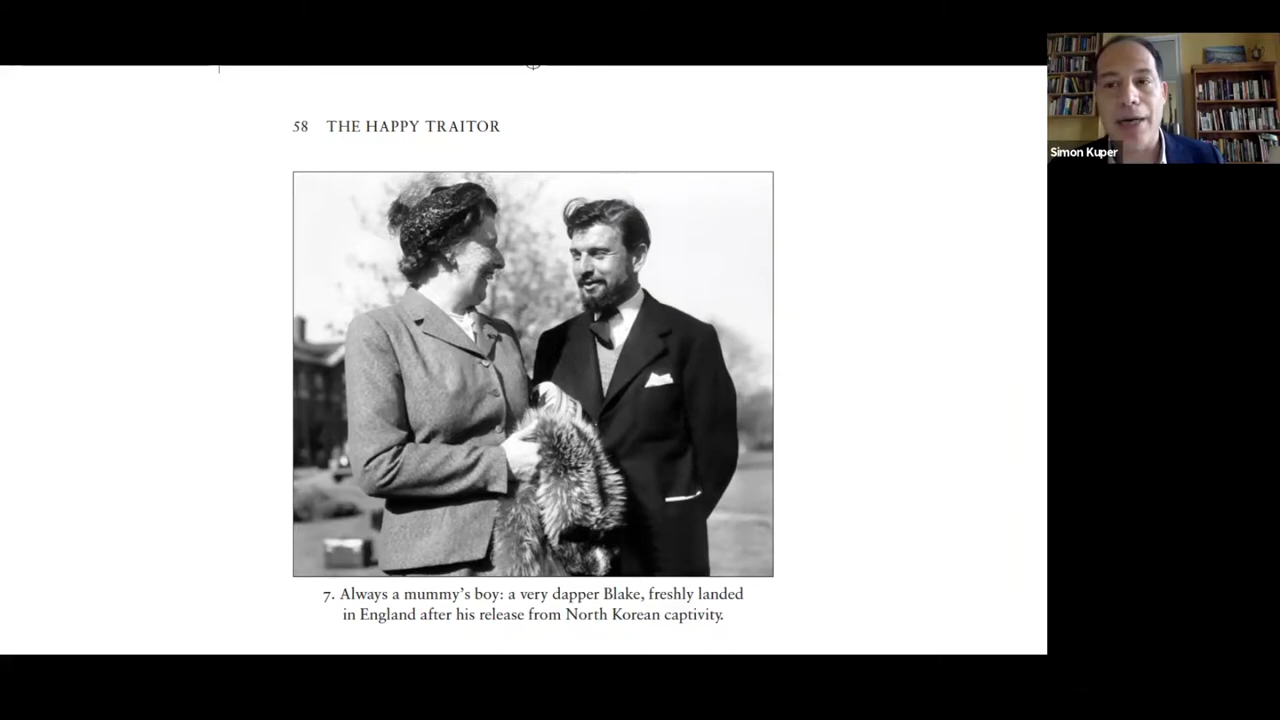 58 THE HAPPY TRAITOR
Simon Kuper
7. Always a mummy's boy: a very dapper Blake, freshly landed
in England after his release from North Korean captivity.